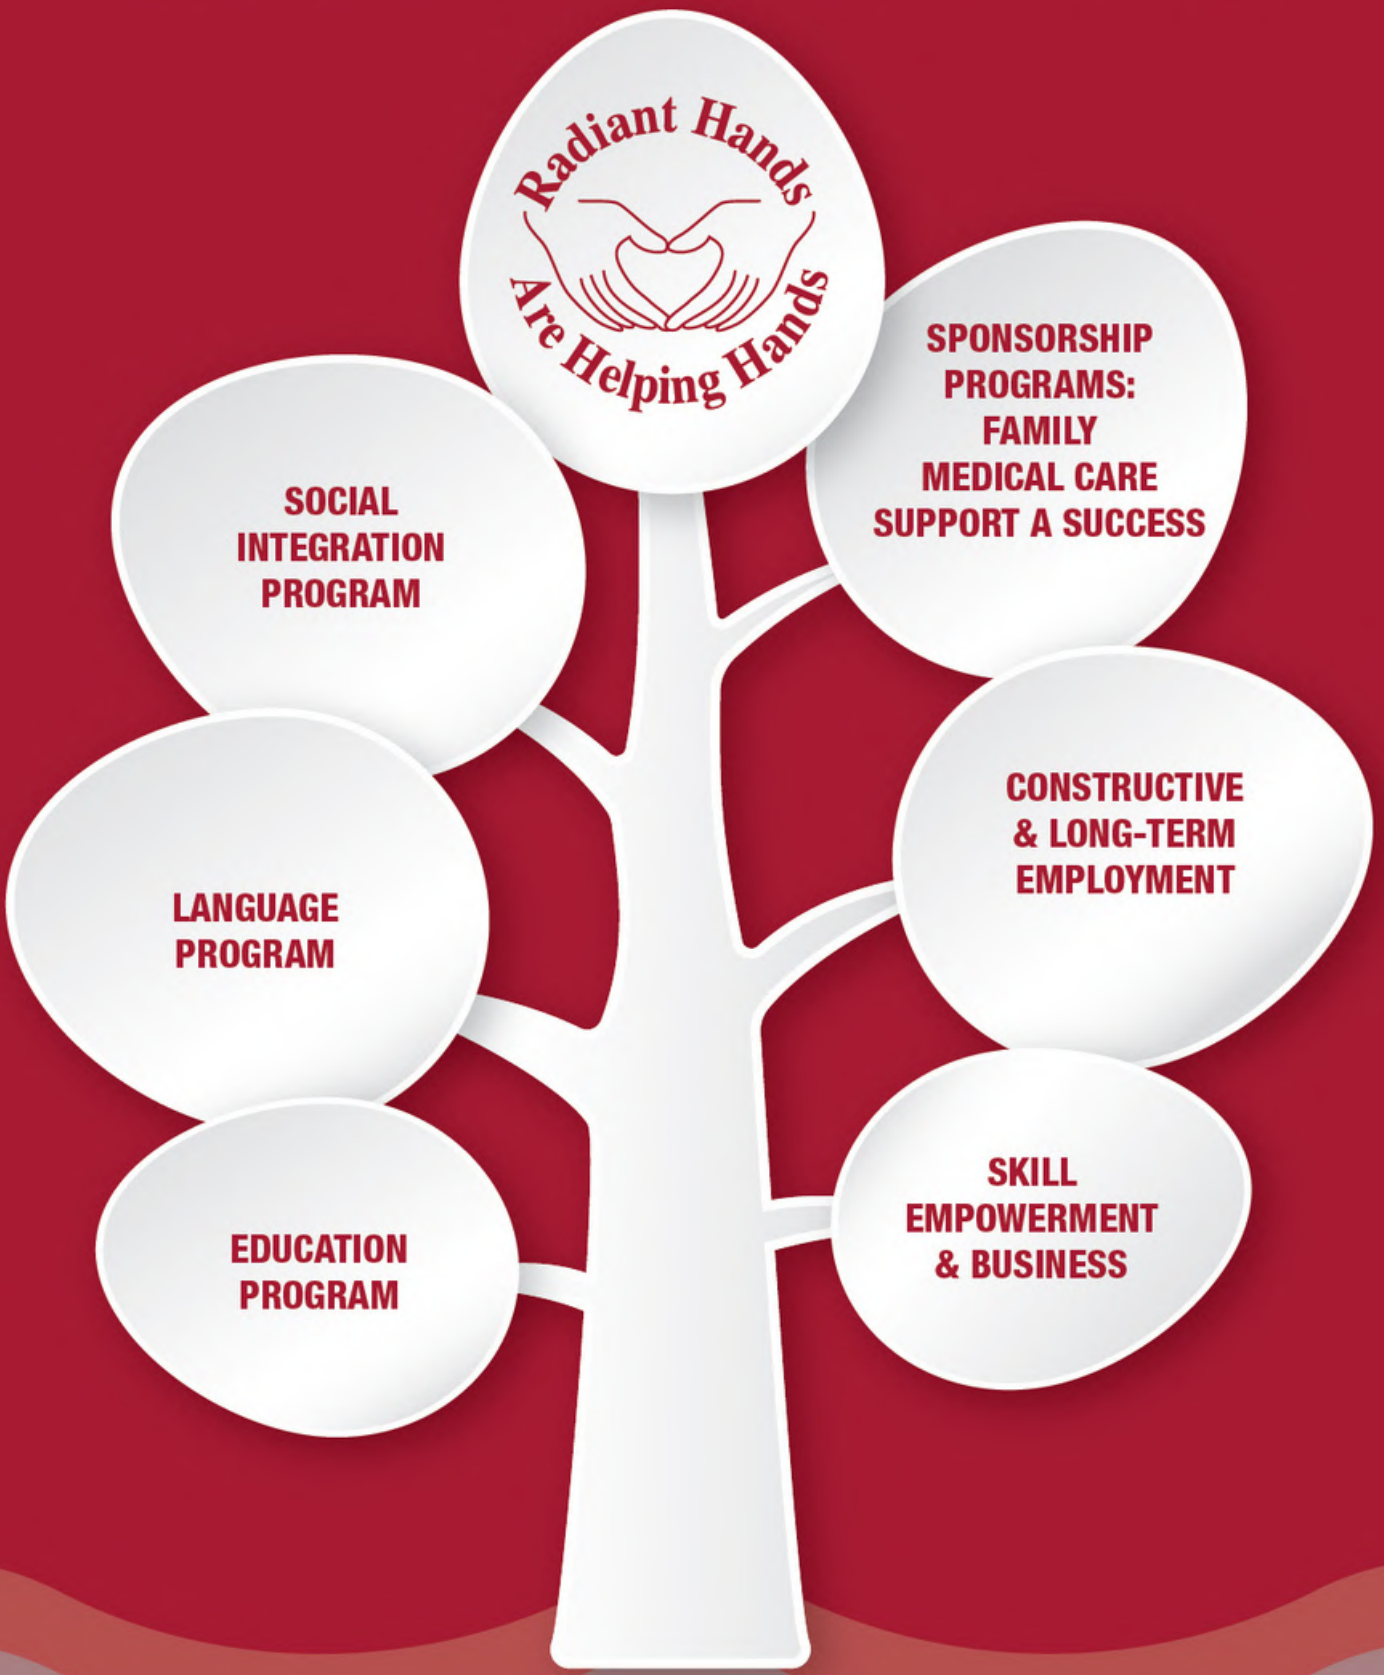 Radiant Hands
Are Helping Hands
SPONSORSHIP
PROGRAMS:
FAMILY
MEDICAL CARE
SUPPORT A SUCCESS
SOCIAL
INTEGRATION
PROGRAM
CONSTRUCTIVE
& LONG-TERM
EMPLOYMENT
LANGUAGE
PROGRAM
SKILL
EMPOWERMENT
& BUSINESS
EDUCATION
PROGRAM